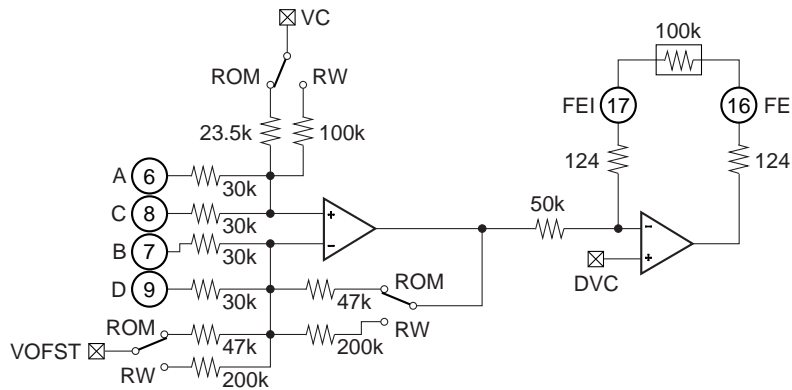 VC
100k
ROM
RW
FEI 17
16 FE
23.5k
100k
124
124
A 6
30k
C 8
30k
+
50k
B 7
30k
−
−
+
DVC
D 9
30k
47k
ROM
ROM
VOFST
47k
200k
RW
RW
200k